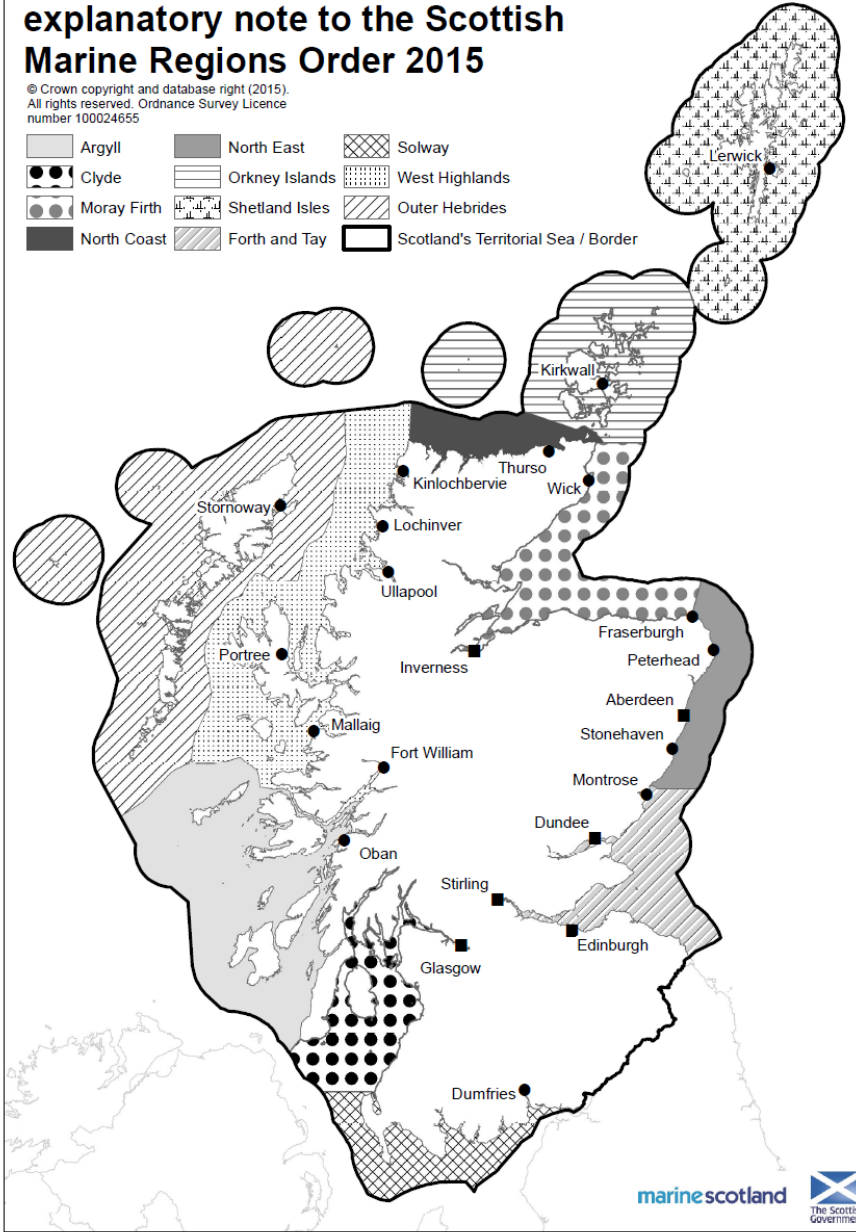 explanatory note to the Scottish
Marine Regions Order 2015
© Crown copyright and database right (2015).
All rights reserved. Ordnance Survey Licence
number 100024655
Argyll
North East
Solway
Clyde
Orkney Islands
West Highlands
Moray Firth
Shetland Isles
Outer Hebrides
North Coast
Forth and Tay
Scotland's Territorial Sea / Border
Lerwick
Kirkwall
Thurso
Kinlochbervie
Wick
Stornoway
Lochinver
Ullapool
Fraserburgh
Portree
Inverness
Peterhead
Aberdeen
Mallaig
Stonehaven
Fort William
Montrose
Dundee
Oban
Stirling
Edinburgh
Glasgow
Dumfries
marinescotland
The Scottis
Governme